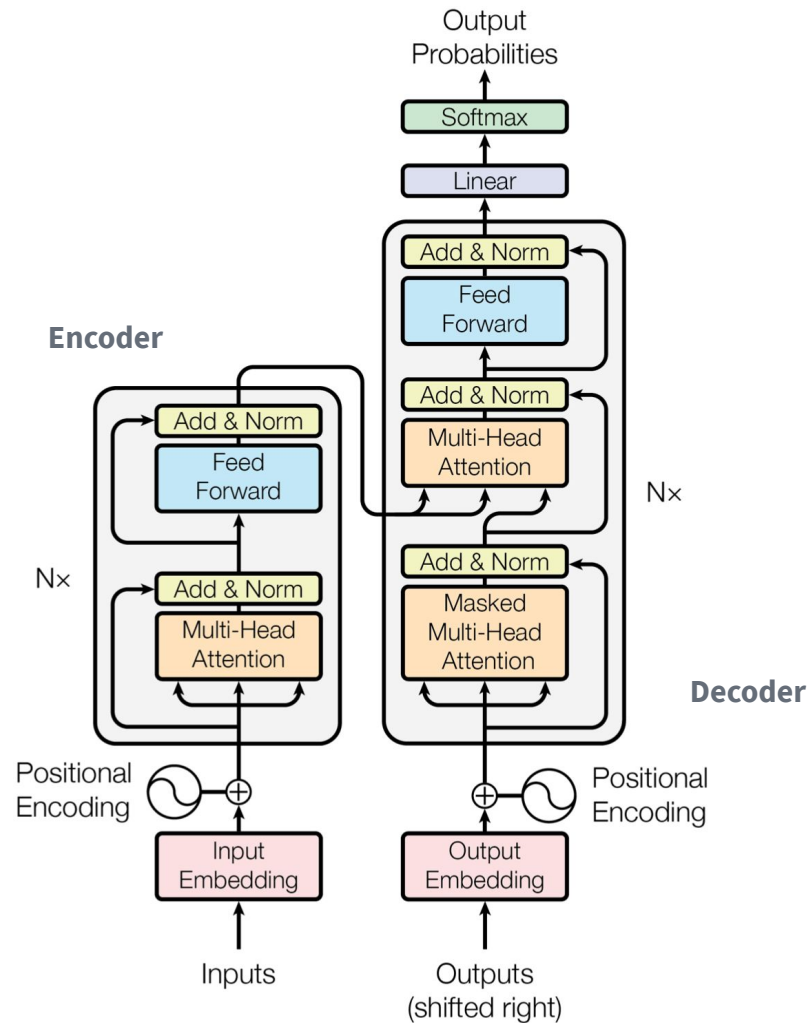 Output
Probabilities
Softmax
Linear
Add & Norm
Feed
Forward
Add & Norm
Multi-Head
Attention
Nx
Add & Norm
Masked
Multi-Head
Attention
Decoder
Encoder
Add & Norm
Feed
Forward
Nx
Add & Norm
Multi-Head
Attention
Positional
Encoding
Positional
Encoding
Input
Embedding
Output
Embedding
Inputs
Outputs
(shifted right)